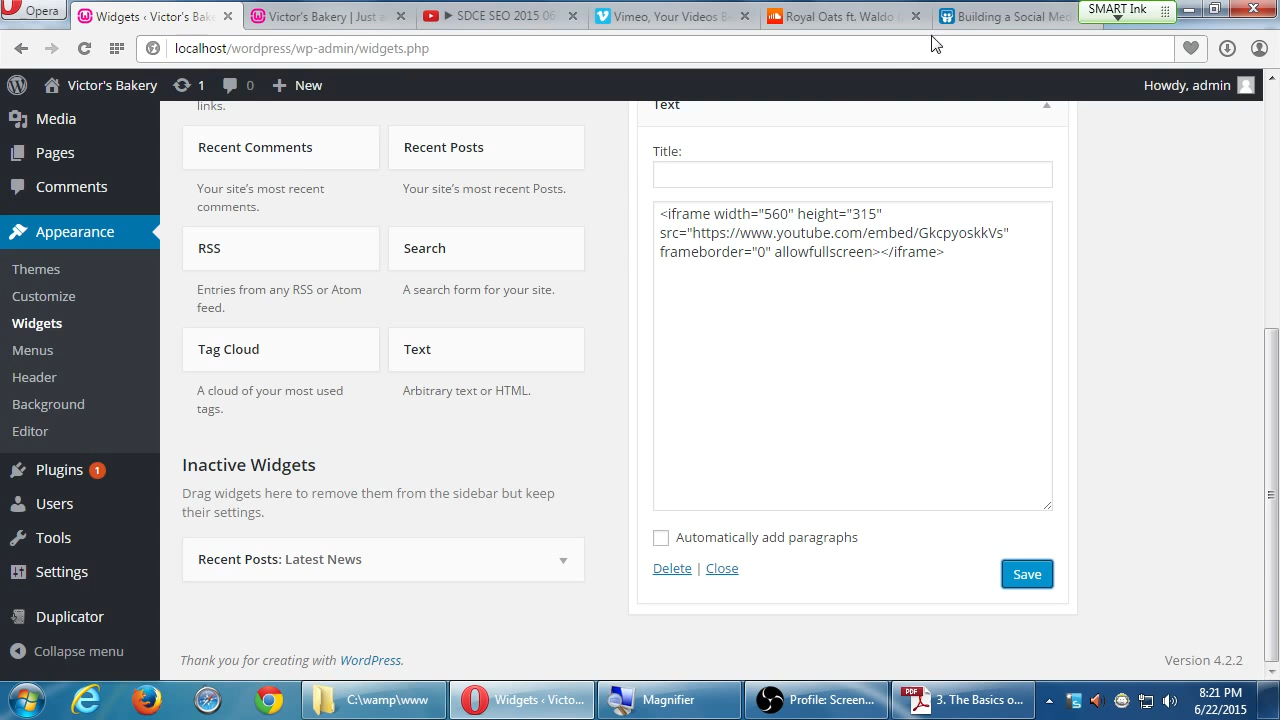 Opera
Widgets ‹ Victor's Bake
Victor's Bakery | Just a
SES SEO 2015 06
Vimeo, Your Videos Be
Royal Oats ft. Waldo
Building a Social Med
SMART Ink
localhost/wordpress/wp-admin/widgets.php
Victor's Bakery
1
0
New
Howdy, admin
Media
Pages
Comments
Appearance
Themes
Customize
Widgets
Menus
Header
Background
Editor
Plugins 1
Users
Tools
Settings
Duplicator
Collapse menu
links.
Recent Comments
Recent Posts
Your site's most recent
comments.
Your site's most recent Posts.
RSS
Search
Entries from any RSS or Atom
feed.
A search form for your site.
Tag Cloud
Text
A cloud of your most used
tags.
Arbitrary text or HTML.
Inactive Widgets
Drag widgets here to remove them from the sidebar but keep
their settings.
Recent Posts: Latest News
Text
Title:
<iframe width="560" height="315"
src="https://www.youtube.com/embed/GkcpyoskkVs"
frameborder="0" allowfullscreen></iframe>
Automatically add paragraphs
Delete | Close
Save
Thank you for creating with WordPress.
Version 4.2.2
C:\wamp\www
Widgets ‹ Victo...
Magnifier
Profile: Screen...
PDF
3. The Basics o...
8:21 PM
6/22/2015